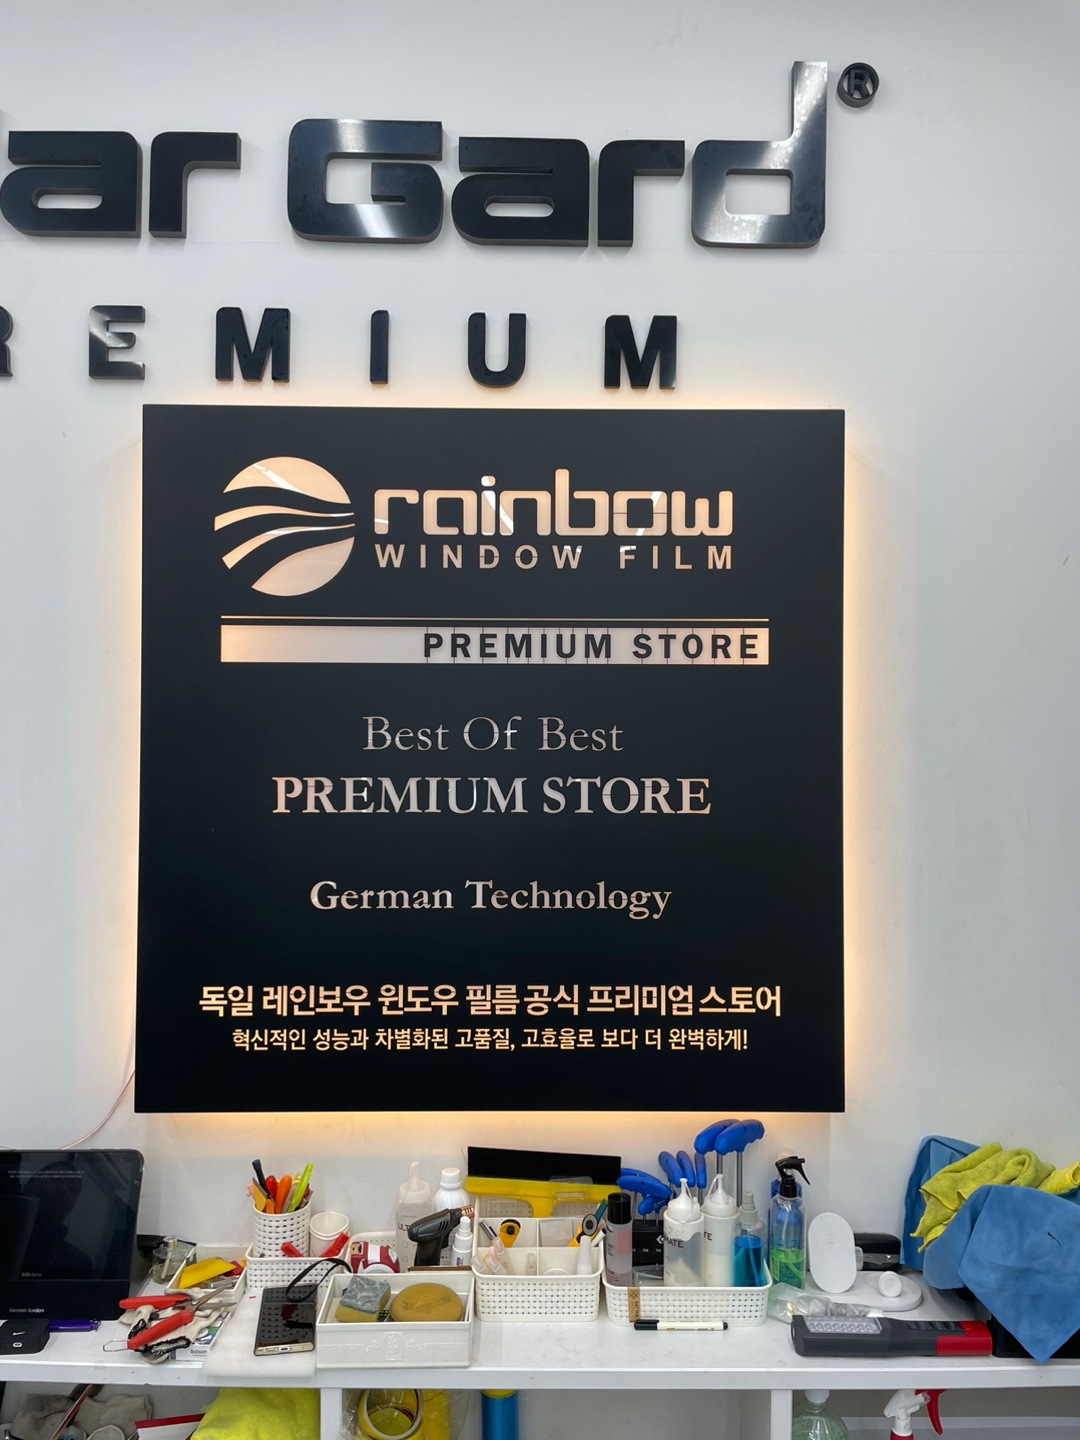 ar Gard®
REMIUM
rainbow
WINDOW FILM
PREMIUM STORE
Best Of Best
PREMIUM STORE
German Technology
독일 레인보우 윈도우 필름 공식 프리미엄 스토어
혁신적인 성능과 차별화된 고품질, 고효율로 보다 더 완벽하게!
harman/kardon